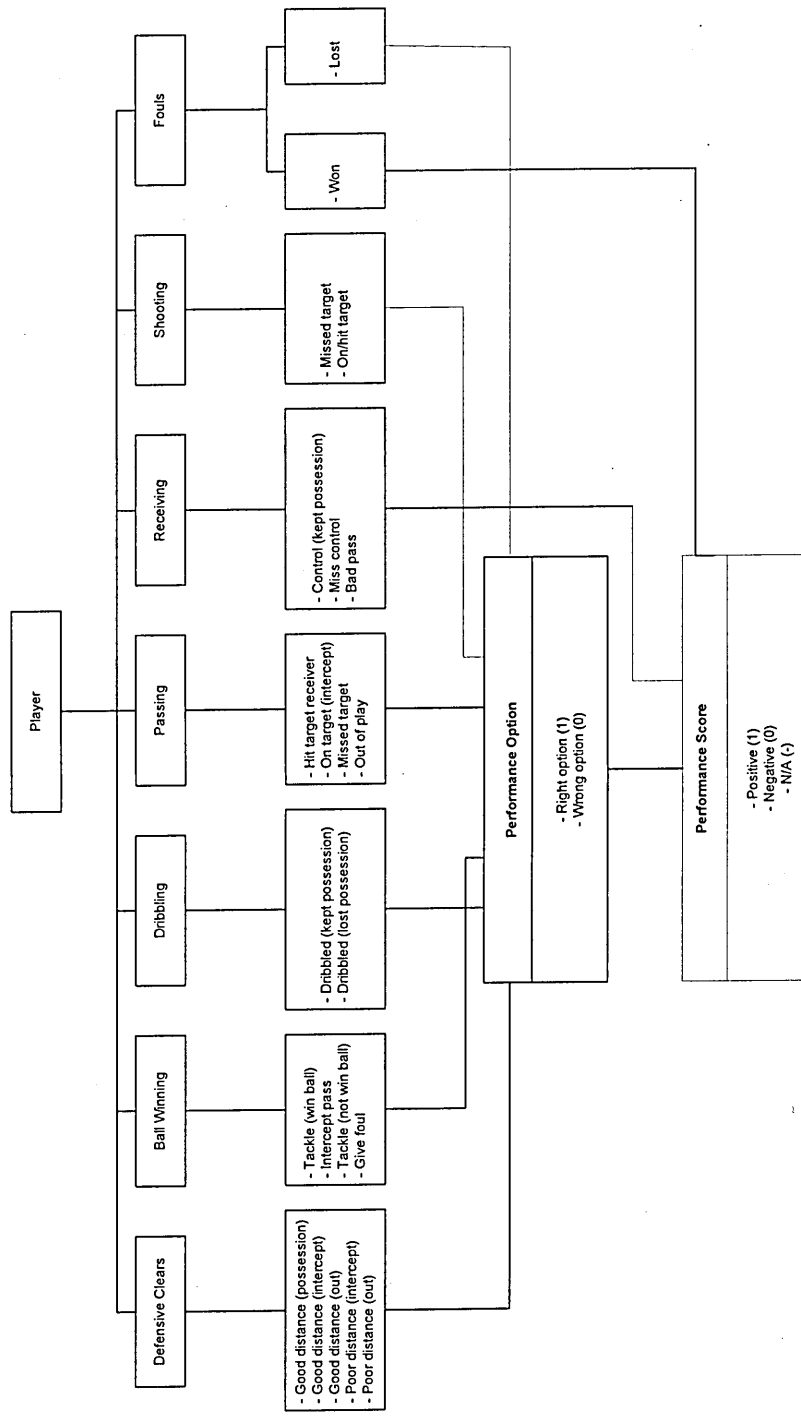 Player
Defensive Clears
Ball Winning
Dribbling
Passing
Receiving
Shooting
Fouls
- Good distance (possession)
- Good distance (intercept)
- Good distance (out)
- Poor distance (intercept)
- Poor distance (out)
- Tackle (win ball)
- Intercept pass
- Tackle (not win ball)
- Give foul
- Dribbled (kept possession)
- Dribbled (lost possession)
- Hit target receiver
- On target (intercept)
- Missed target
- Out of play
- Control (kept possession)
- Miss control
- Bad pass
- Missed target
- On/hit target
- Won
- Lost
Performance Option
- Right option (1)
- Wrong option (0)
Performance Score
- Positive (1)
- Negative (0)
- N/A (-)